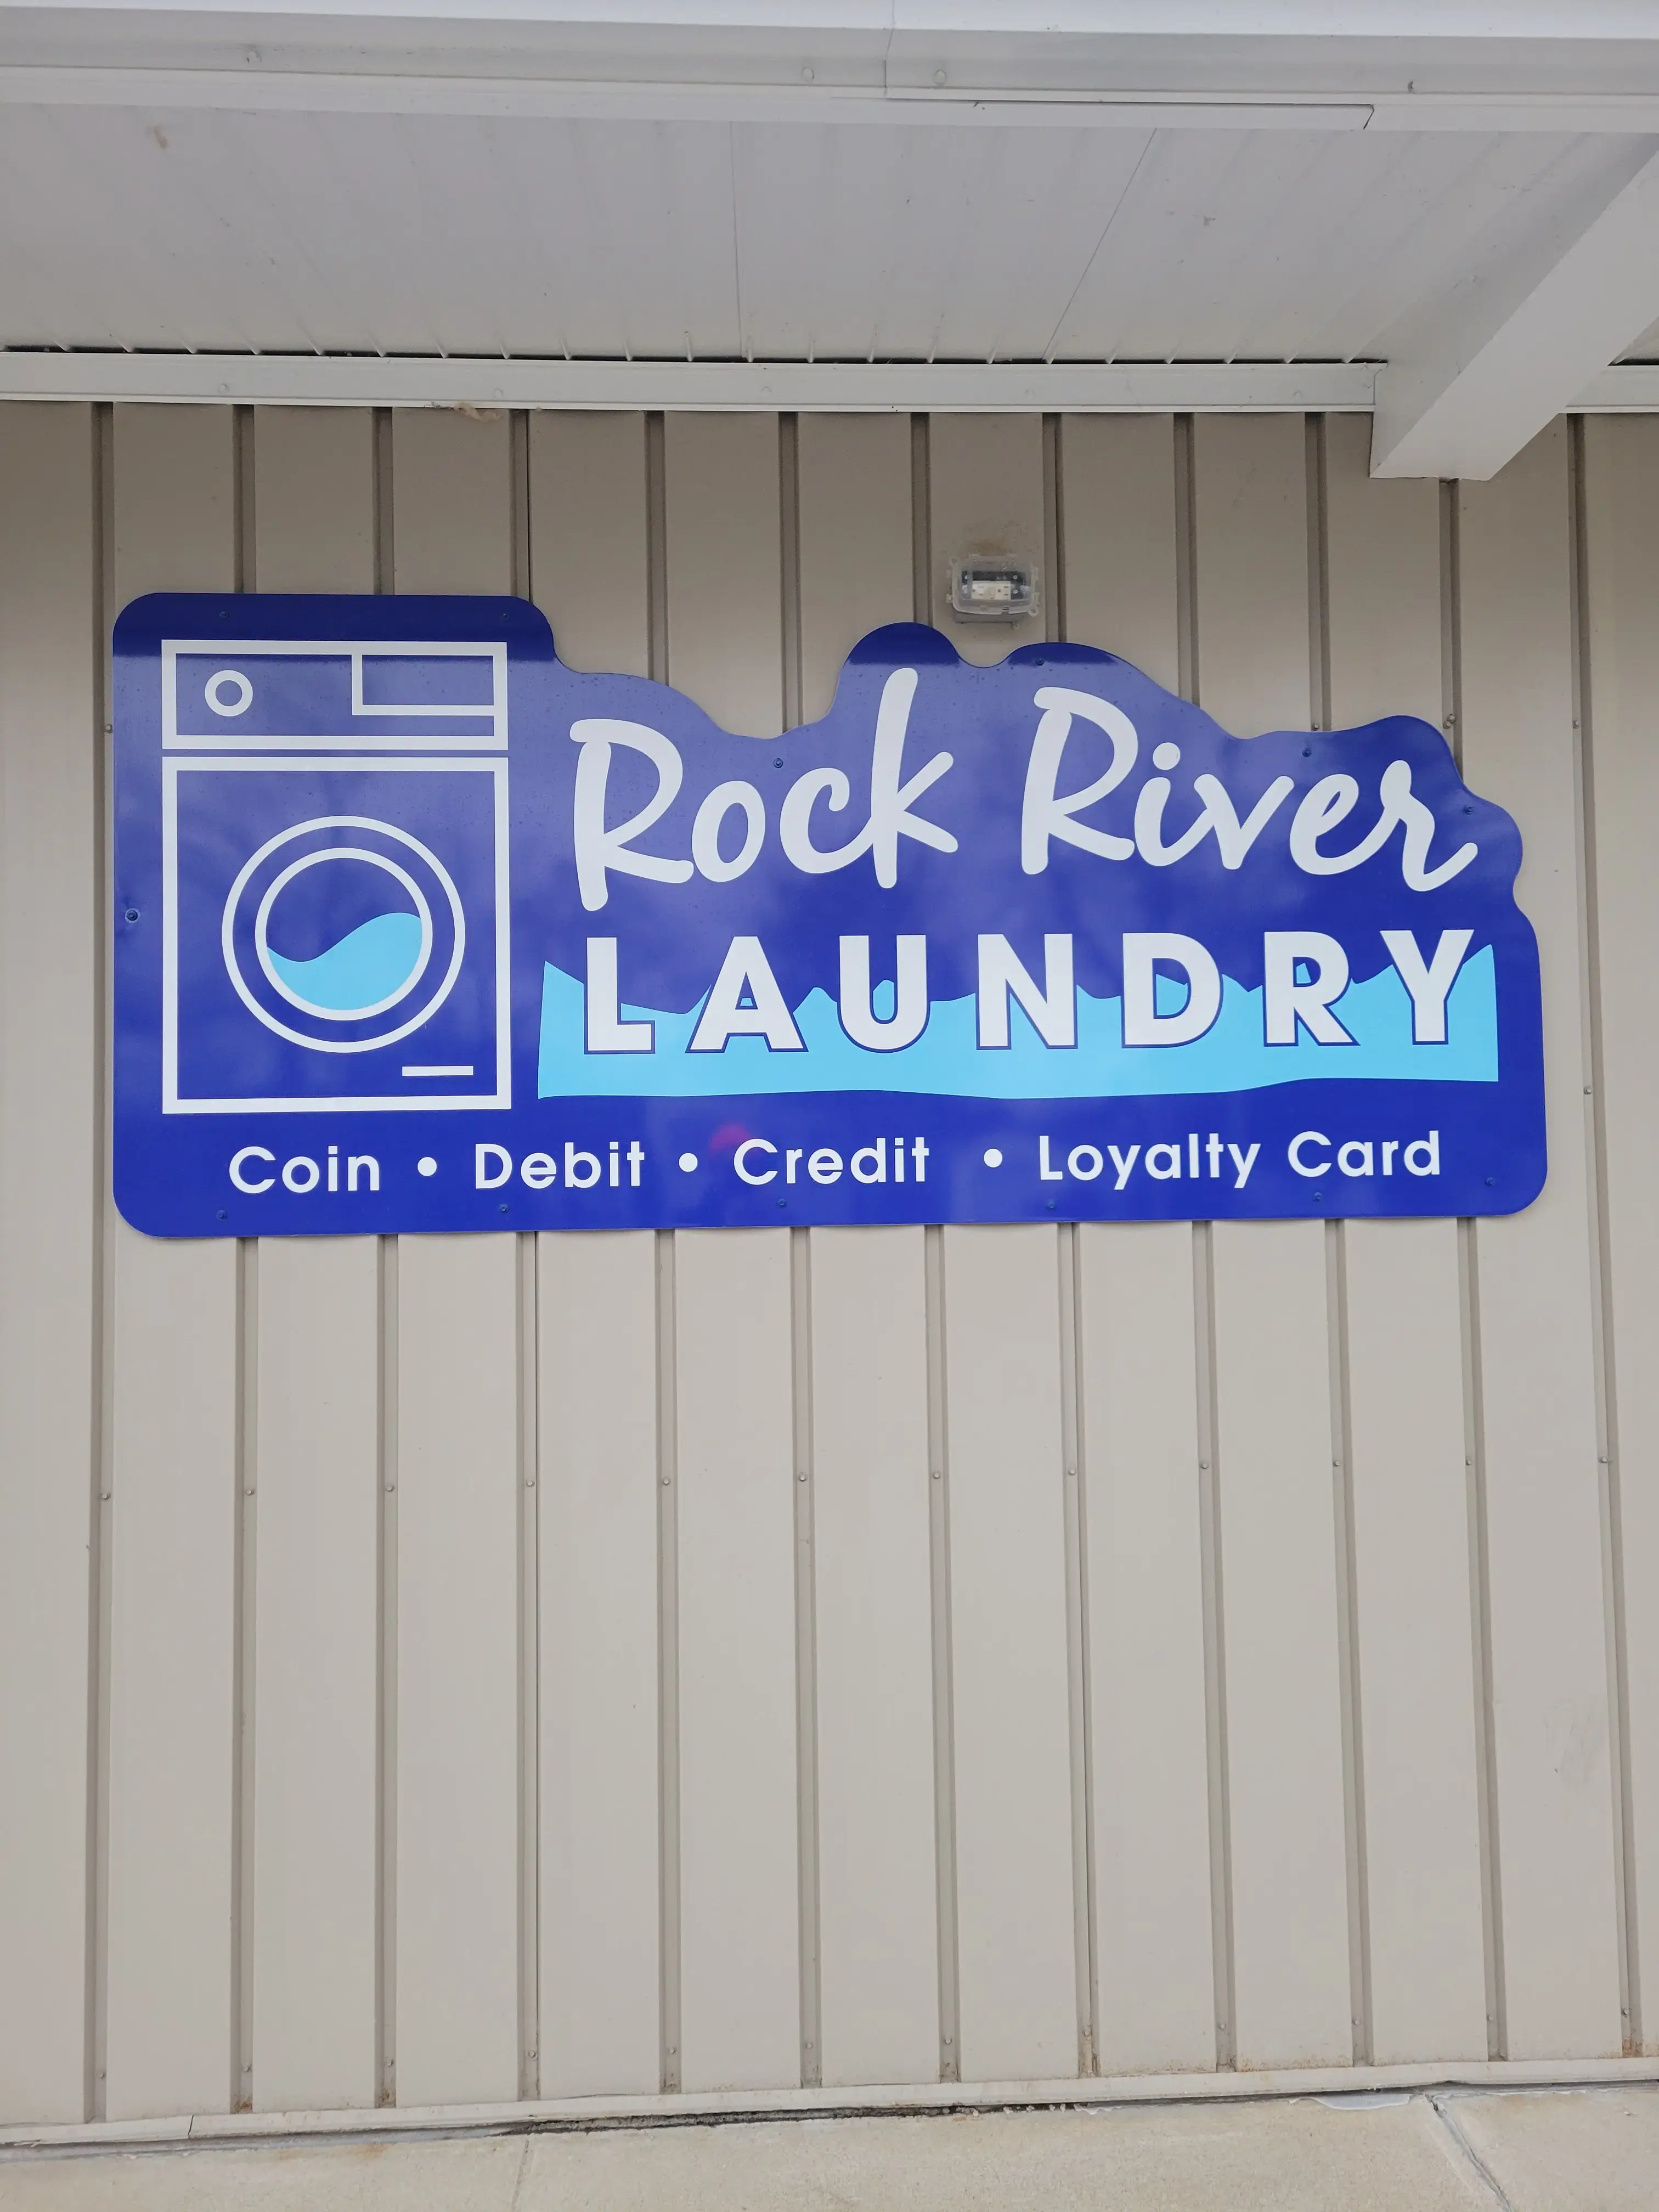 Rock River
LAUNDRY
Coin • Debit • Credit • Loyalty Card